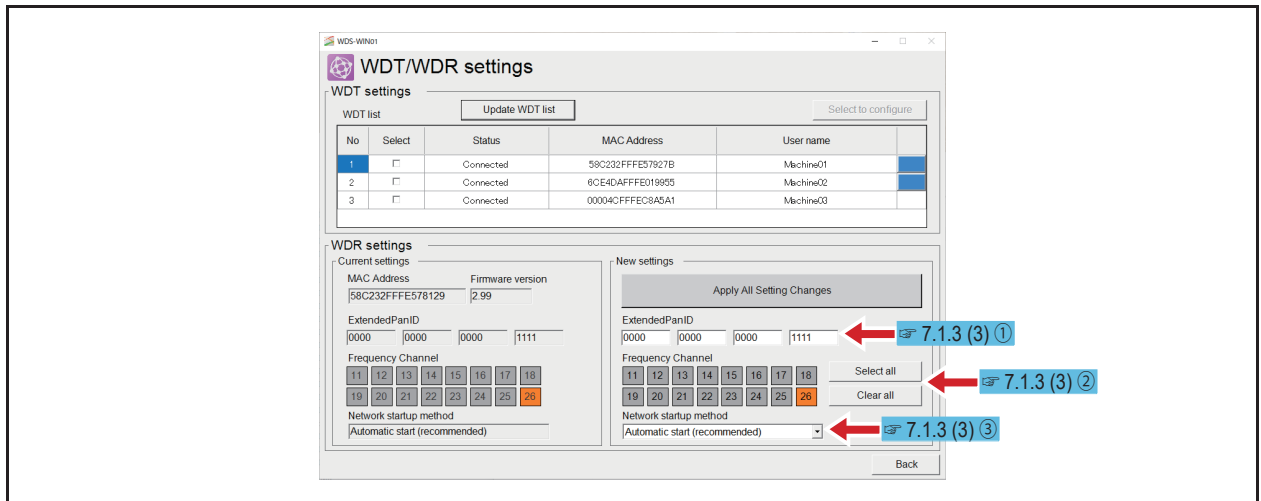 WDS-WIN01
WDT/WDR settings
WDT settings
WDT list
Update WDT list
Select to configure
No Select Status MAC Address User name
1 Connected 58C232FFFE57927B Machine01
2 Connected 6CE4DAFFFE019955 Machine02
3 Connected 00004CFFFEC8A5A1 Machine03
WDR settings
Current settings
MAC Address Firmware version
58C232FFFE578129 2.99
ExtendedPanID
0000 0000 0000 1111
Frequency Channel
11 12 13 14 15 16 17 18
19 20 21 22 23 24 25 26
Network startup method
Automatic start (recommended)
New settings
Apply All Setting Changes
ExtendedPanID
0000 0000 0000 1111
☞ 7.1.3 (3) ①
Frequency Channel
11 12 13 14 15 16 17 18
Select all
19 20 21 22 23 24 25 26
Clear all
☞ 7.1.3 (3) ②
Network startup method
Automatic start (recommended)
☞ 7.1.3 (3) ③
Back